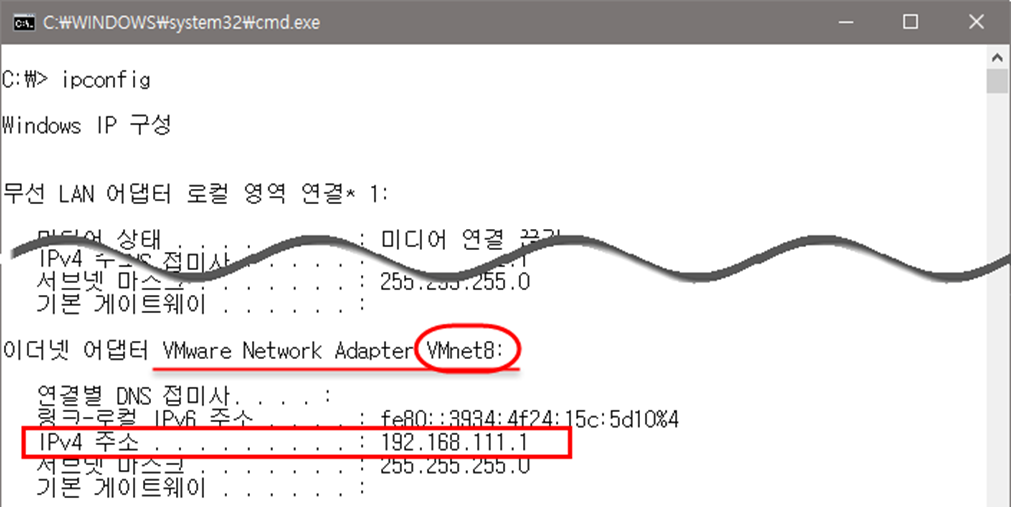 C:\WINDOWS\system32\cmd.exe
C:\> ipconfig
Windows IP 구성
무선 LAN 어댑터 로컬 영역 연결* 1:
미디어 상태 . . . . . . . . : 미디어 연결 끊김
IPv4 . . . . . . :
서브넷 마스크 . . . . . . . : 255.255.255.0
기본 게이트웨이 . . . . . . :
이더넷 어댑터 VMware Network Adapter VMnet8:
연결별 DNS 접미사. . . . :
링크-로컬 IPv6 주소 . . . . : fe80::3934:4f24:15c:5d10%4
IPv4 주소 . . . . . . . . . : 192.168.111.1
서브넷 마스크 . . . . . . . : 255.255.255.0
기본 게이트웨이 . . . . . . :